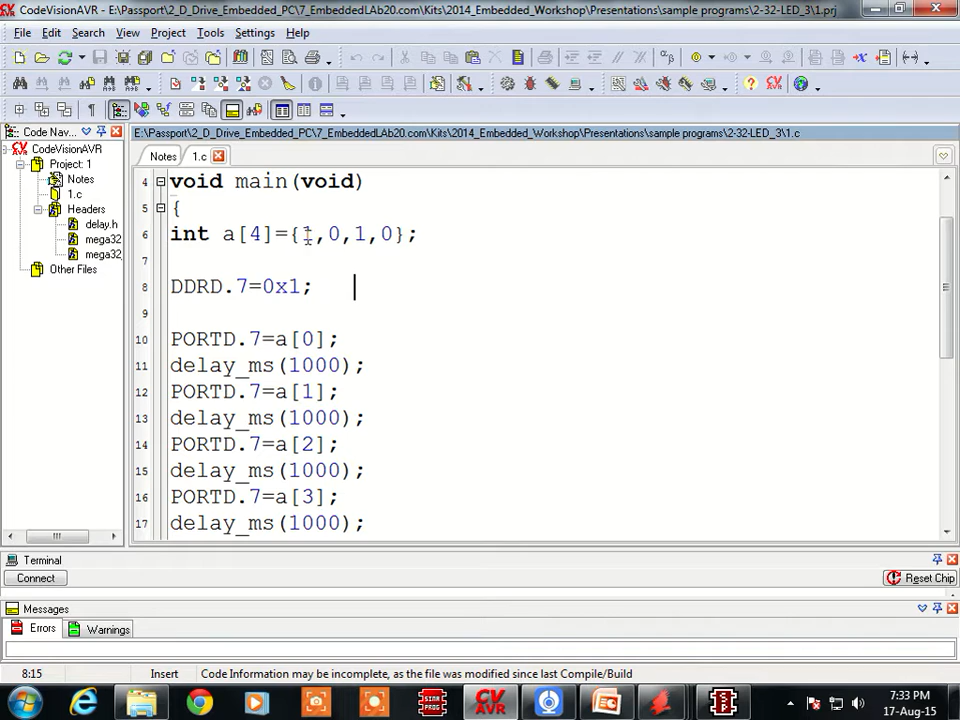 CodeVisionAVR - E:\Passport\2_D_Drive_Embedded_PC\7_EmbeddedLAb20.com\Kits\2014_Embedded_Workshop\Presentations\sample programs\2-32-LED_3\1.prj
File Edit Search View Project Tools Settings Help
Code Nav...
E:\Passport\2_D_Drive_Embedded_PC\7_EmbeddedLAb20.com\Kits\2014_Embedded_Workshop\Presentations\sample programs\2-32-LED_3\1.c
CodeVisionAVR
Project: 1
Notes
1.c
Headers
delay.h
mega32
mega32_
Other Files
Notes 1.c
4 void main(void)
5 {
6 int a[4]={1,0,1,0};
7
8 DDRD.7=0x1;
9
10 PORTD.7=a[0];
11 delay_ms(1000);
12 PORTD.7=a[1];
13 delay_ms(1000);
14 PORTD.7=a[2];
15 delay_ms(1000);
16 PORTD.7=a[3];
17 delay_ms(1000);
Terminal
Connect Reset Chip
Messages
Errors Warnings
8:15 Insert Code Information may be incomplete, as the file was modified since last Compile/Build
CV AVR
7:33 PM
17-Aug-15